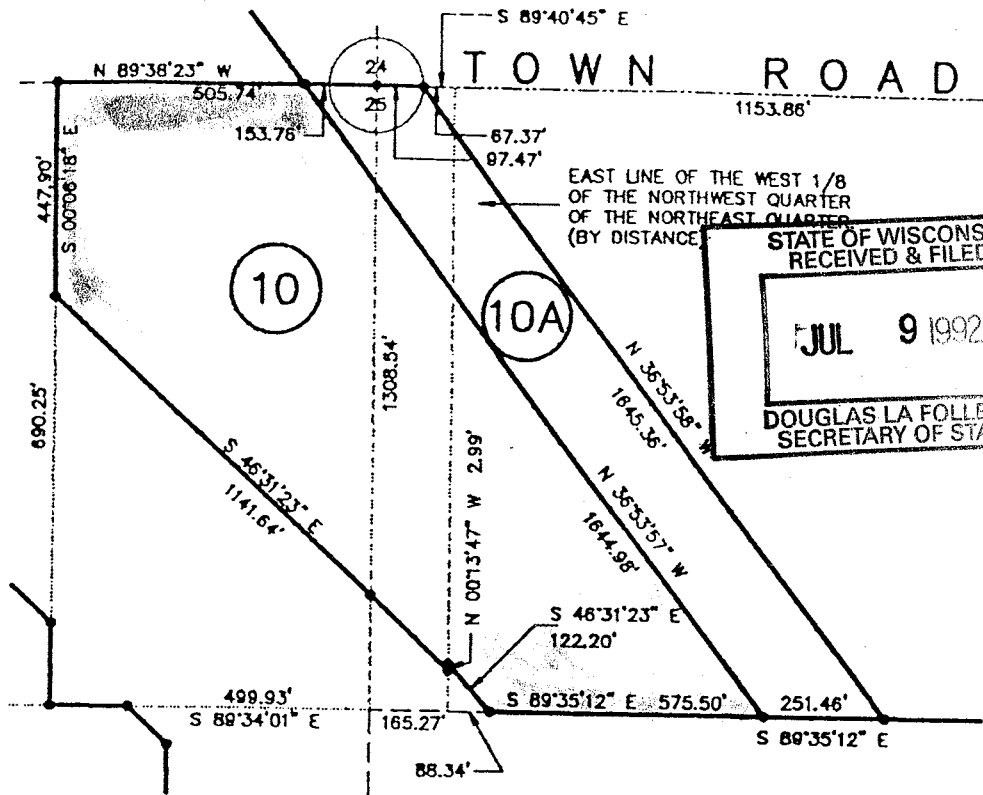 S 89°40'45" E
N 89°38'23" W
24
TOWN ROAD
505.74'
25
1153.86'
153.76
67.37'
97.47'
447.90'
S 00°06'18" E
EAST LINE OF THE WEST 1/8
OF THE NORTHWEST QUARTER
OF THE NORTHEAST QUARTER
(BY DISTANCE)
STATE OF WISCONS
RECEIVED & FILED
JUL 9 1992
DOUGLAS LA FOLLE
SECRETARY OF STA
10
10A
N 36°53'58" W
1645.36'
1308.54'
690.25'
S 46°31'23" E
1141.64'
N 00°13'47" W 2.99'
N 36°53'57" W
1644.98'
S 46°31'23" E
122.20'
499.93'
S 89°34'01" E
165.27'
S 89°35'12" E 575.50'
251.46'
S 89°35'12" E
88.34'